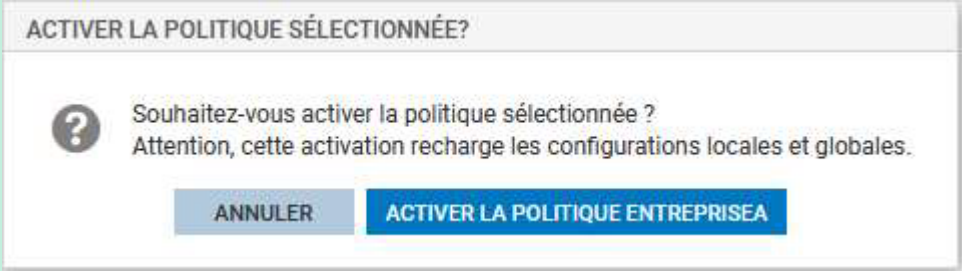 ACTIVER LA POLITIQUE SÉLECTIONNÉE?
Souhaitez-vous activer la politique sélectionnée ?
Attention, cette activation recharge les configurations locales et globales.
ANNULER
ACTIVER LA POLITIQUE ENTREPRISEA